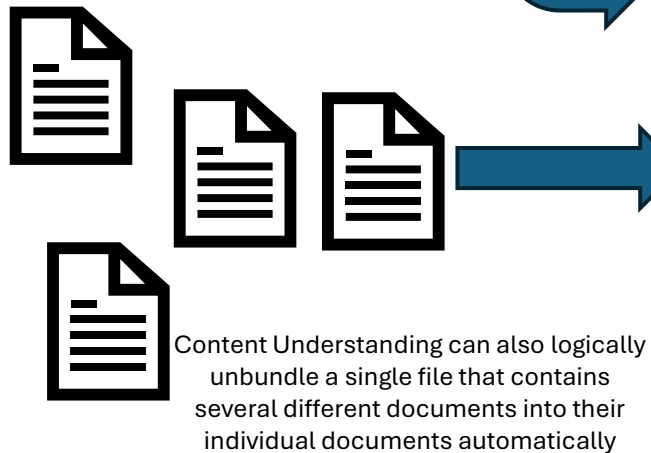 Content Understanding can also logically
unbundle a single file that contains
several different documents into their
individual documents automatically